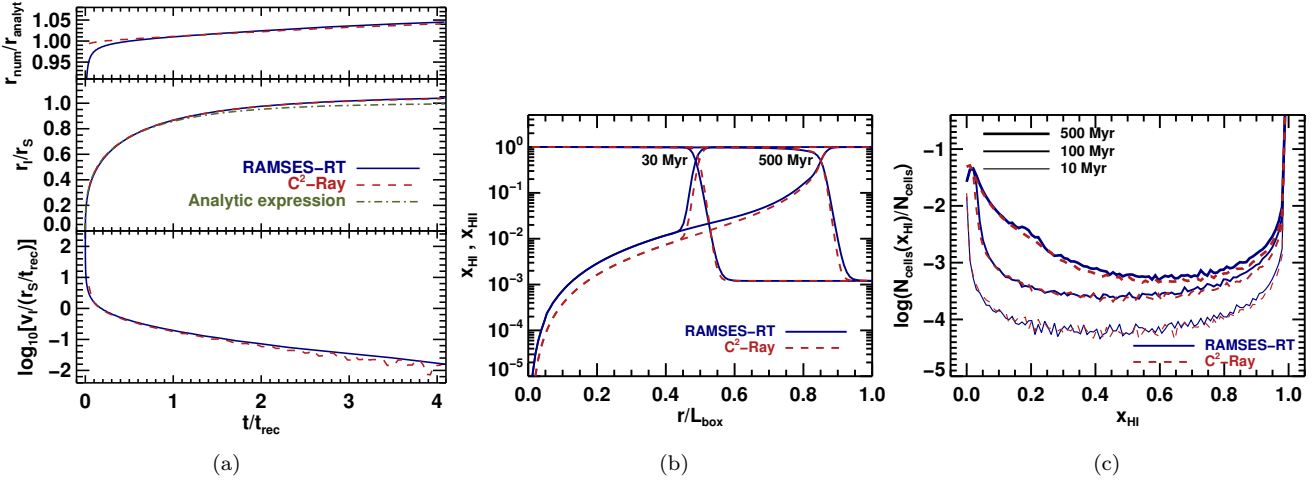 r_num/r_analyt
1.05
1.00
0.95
r_I/r_S
1.0
0.8
0.6
0.4
0.2
0.0
RAMSES−RT
C²−Ray
Analytic expression
log₁₀[v_I/(r_S/t_rec)]
2
1
0
−1
−2
0 1 2 3 4
t/t_rec
(a)
x_HI , x_HII
10⁰
10⁻¹
10⁻²
10⁻³
10⁻⁴
10⁻⁵
30 Myr 500 Myr
RAMSES−RT
C²−Ray
0.0 0.2 0.4 0.6 0.8 1.0
r/L_box
(b)
log(N_cells(x_HI)/N_cells)
500 Myr
100 Myr
10 Myr
−1
−2
−3
−4
−5
RAMSES−RT
C²−Ray
0.0 0.2 0.4 0.6 0.8 1.0
x_HI
(c)